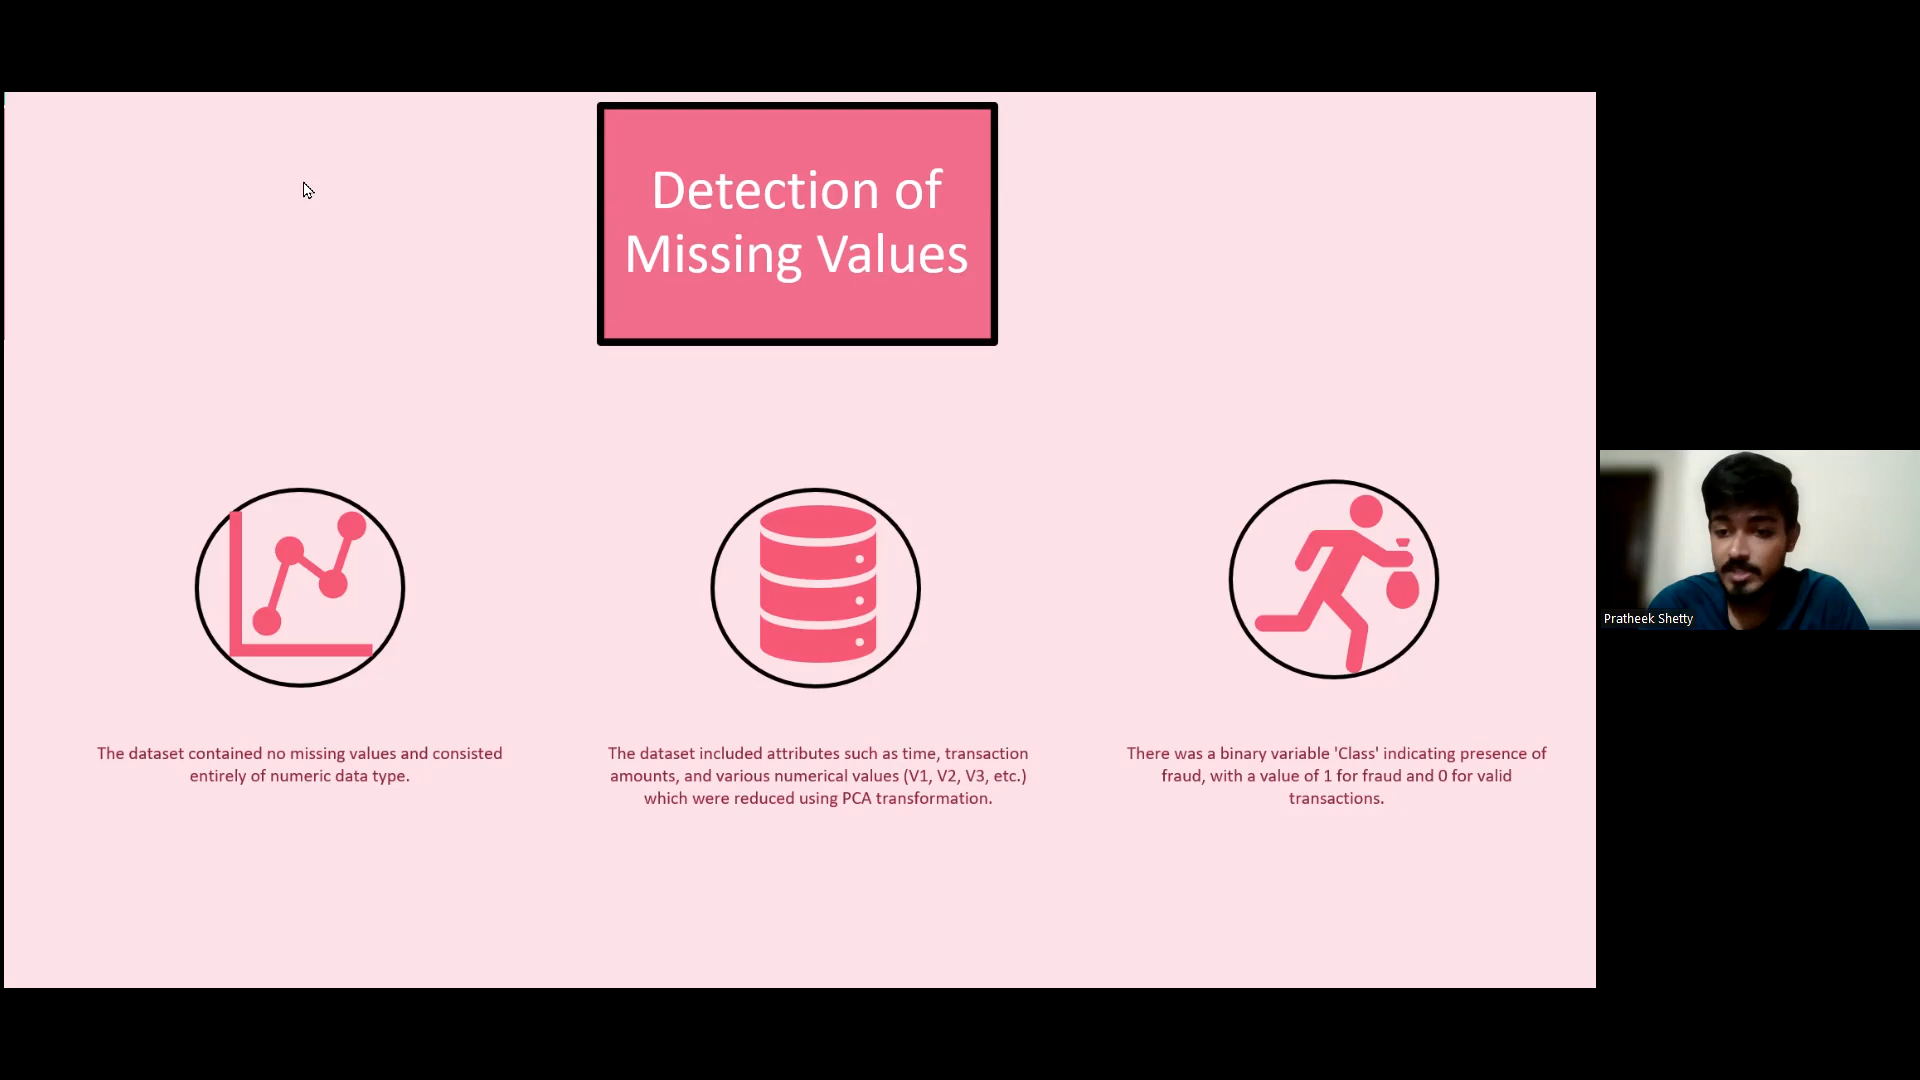 Detection of
Missing Values
The dataset contained no missing values and consisted
entirely of numeric data type.
The dataset included attributes such as time, transaction
amounts, and various numerical values (V1, V2, V3, etc.)
which were reduced using PCA transformation.
There was a binary variable 'Class' indicating presence of
fraud, with a value of 1 for fraud and 0 for valid
transactions.
Pratheek Shetty